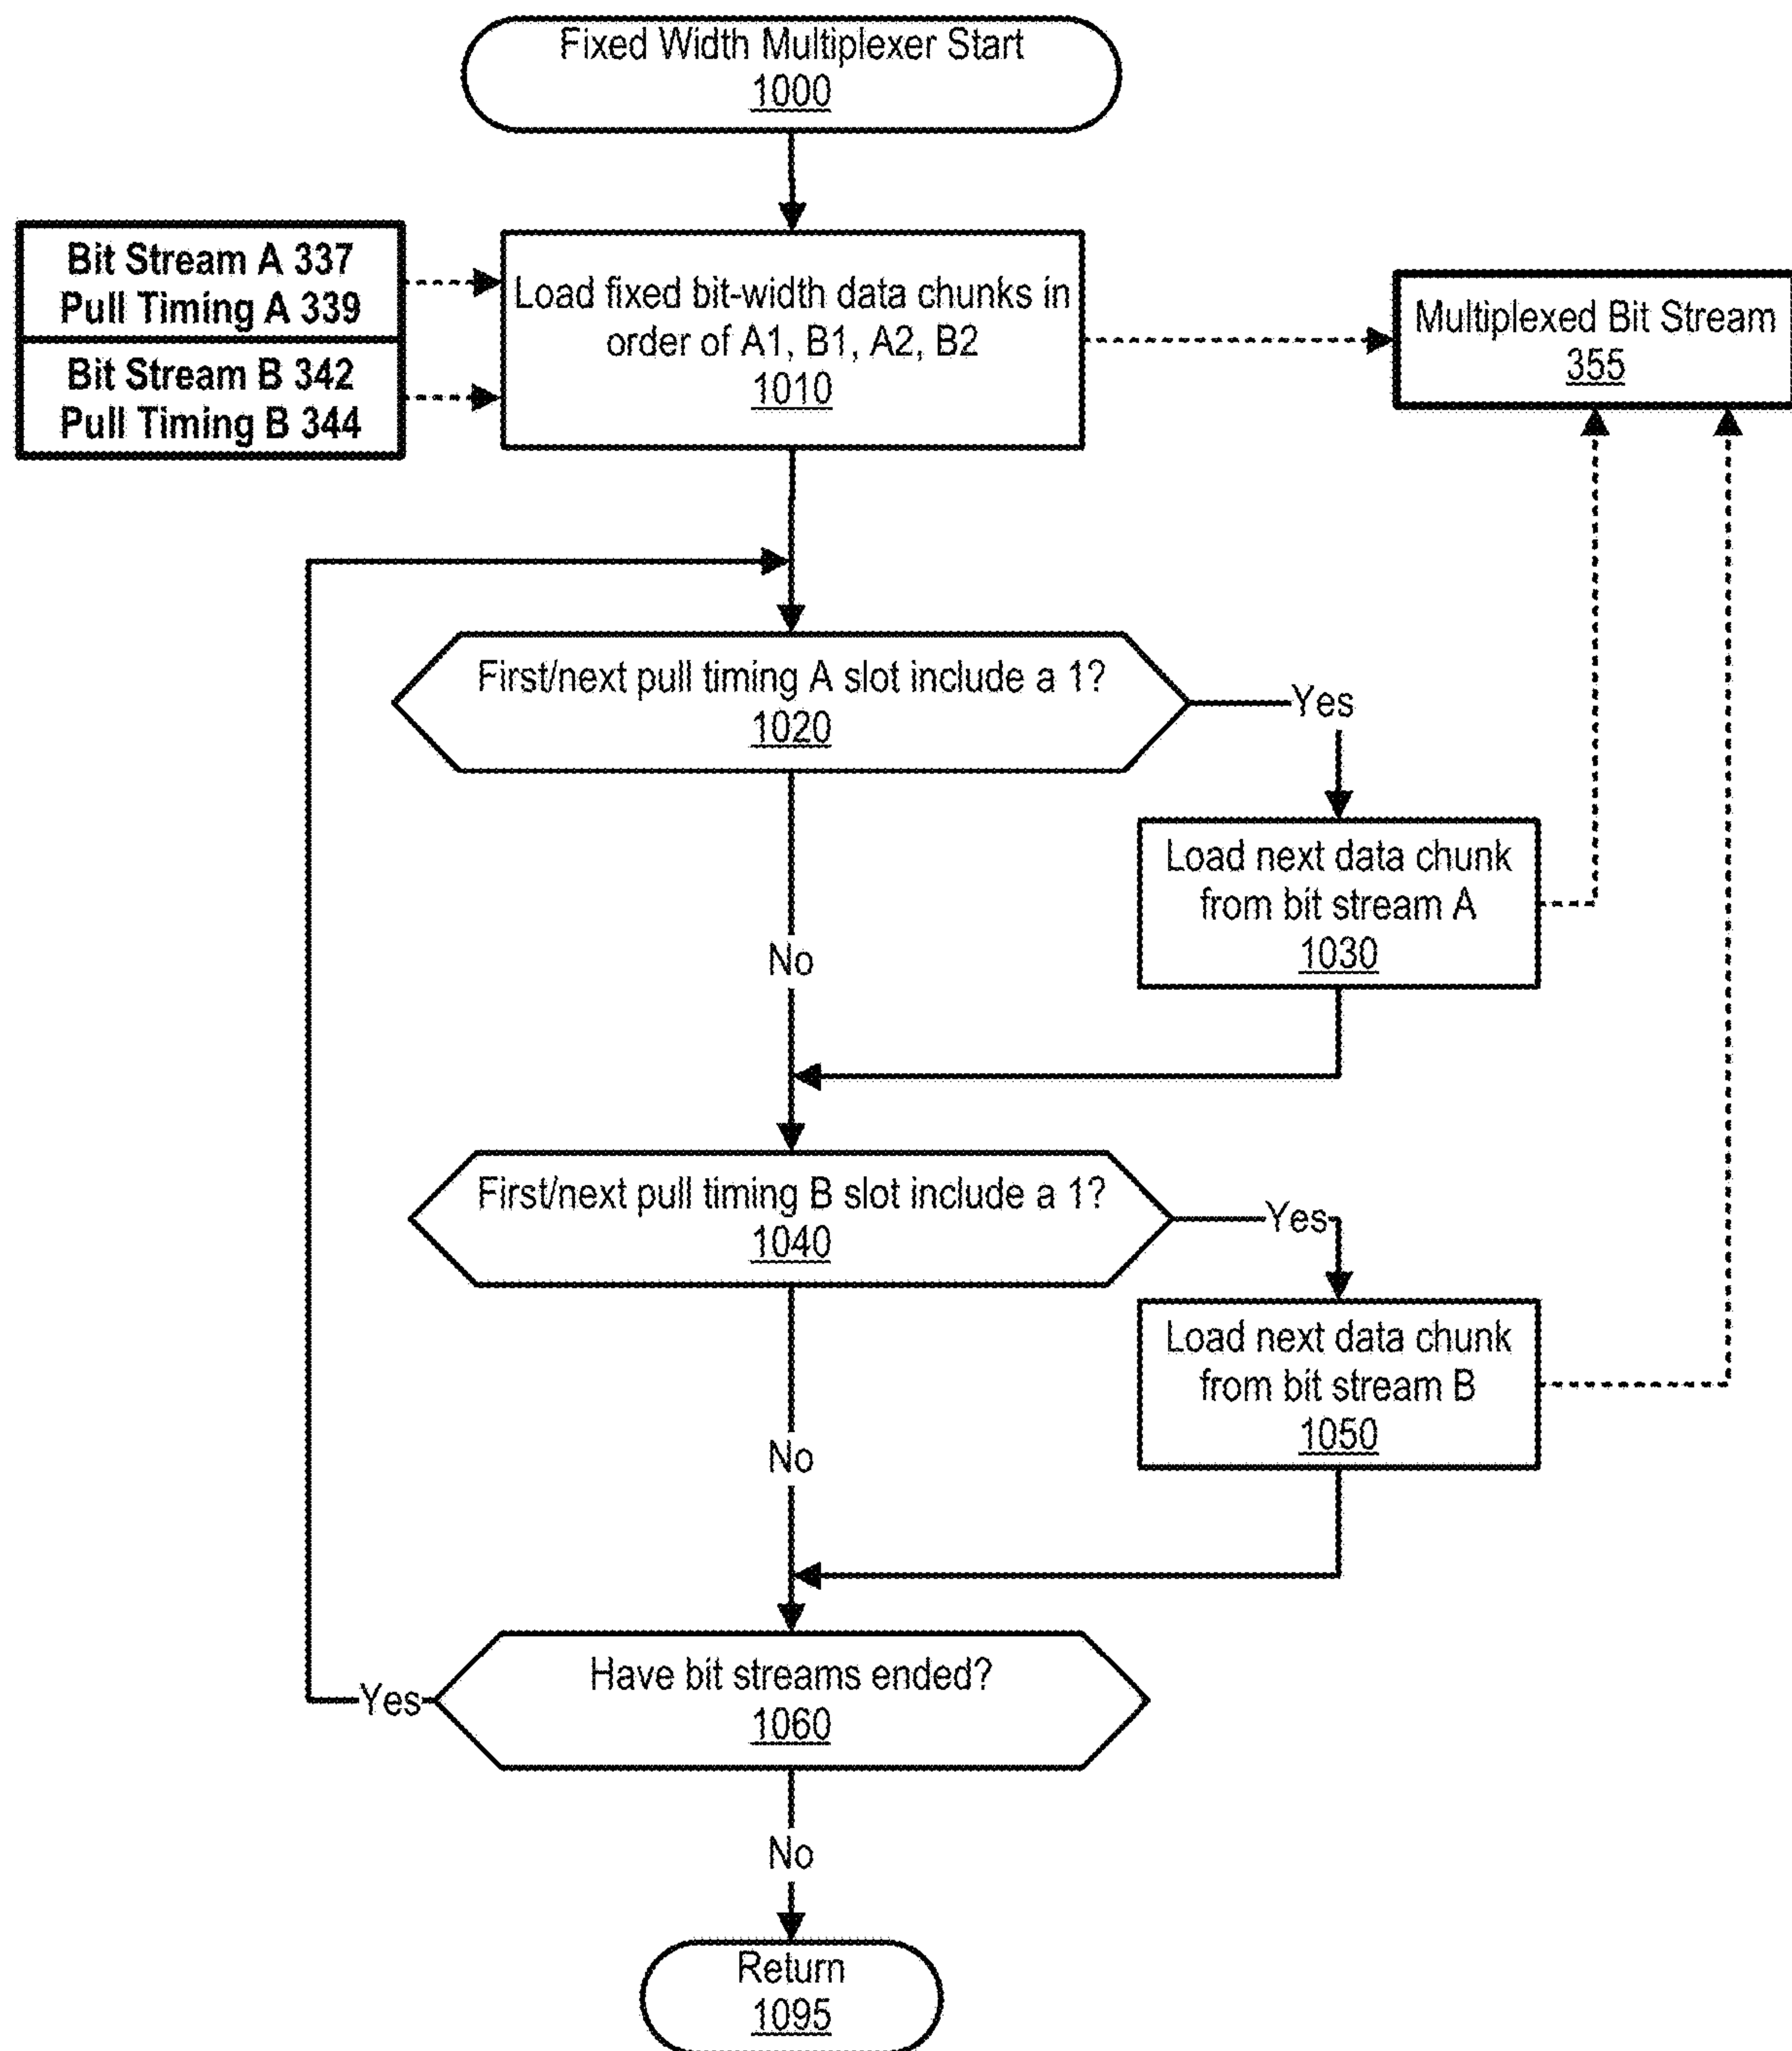 Fixed Width Multiplexer Start
1000
Bit Stream A 337
Pull Timing A 339
Bit Stream B 342
Pull Timing B 344
Load fixed bit-width data chunks in
order of A1, B1, A2, B2
1010
Multiplexed Bit Stream
355
First/next pull timing A slot include a 1?
1020
Yes
Load next data chunk
from bit stream A
1030
No
First/next pull timing B slot include a 1?
1040
Yes
Load next data chunk
from bit stream B
1050
No
Have bit streams ended?
1060
Yes
No
Return
1095